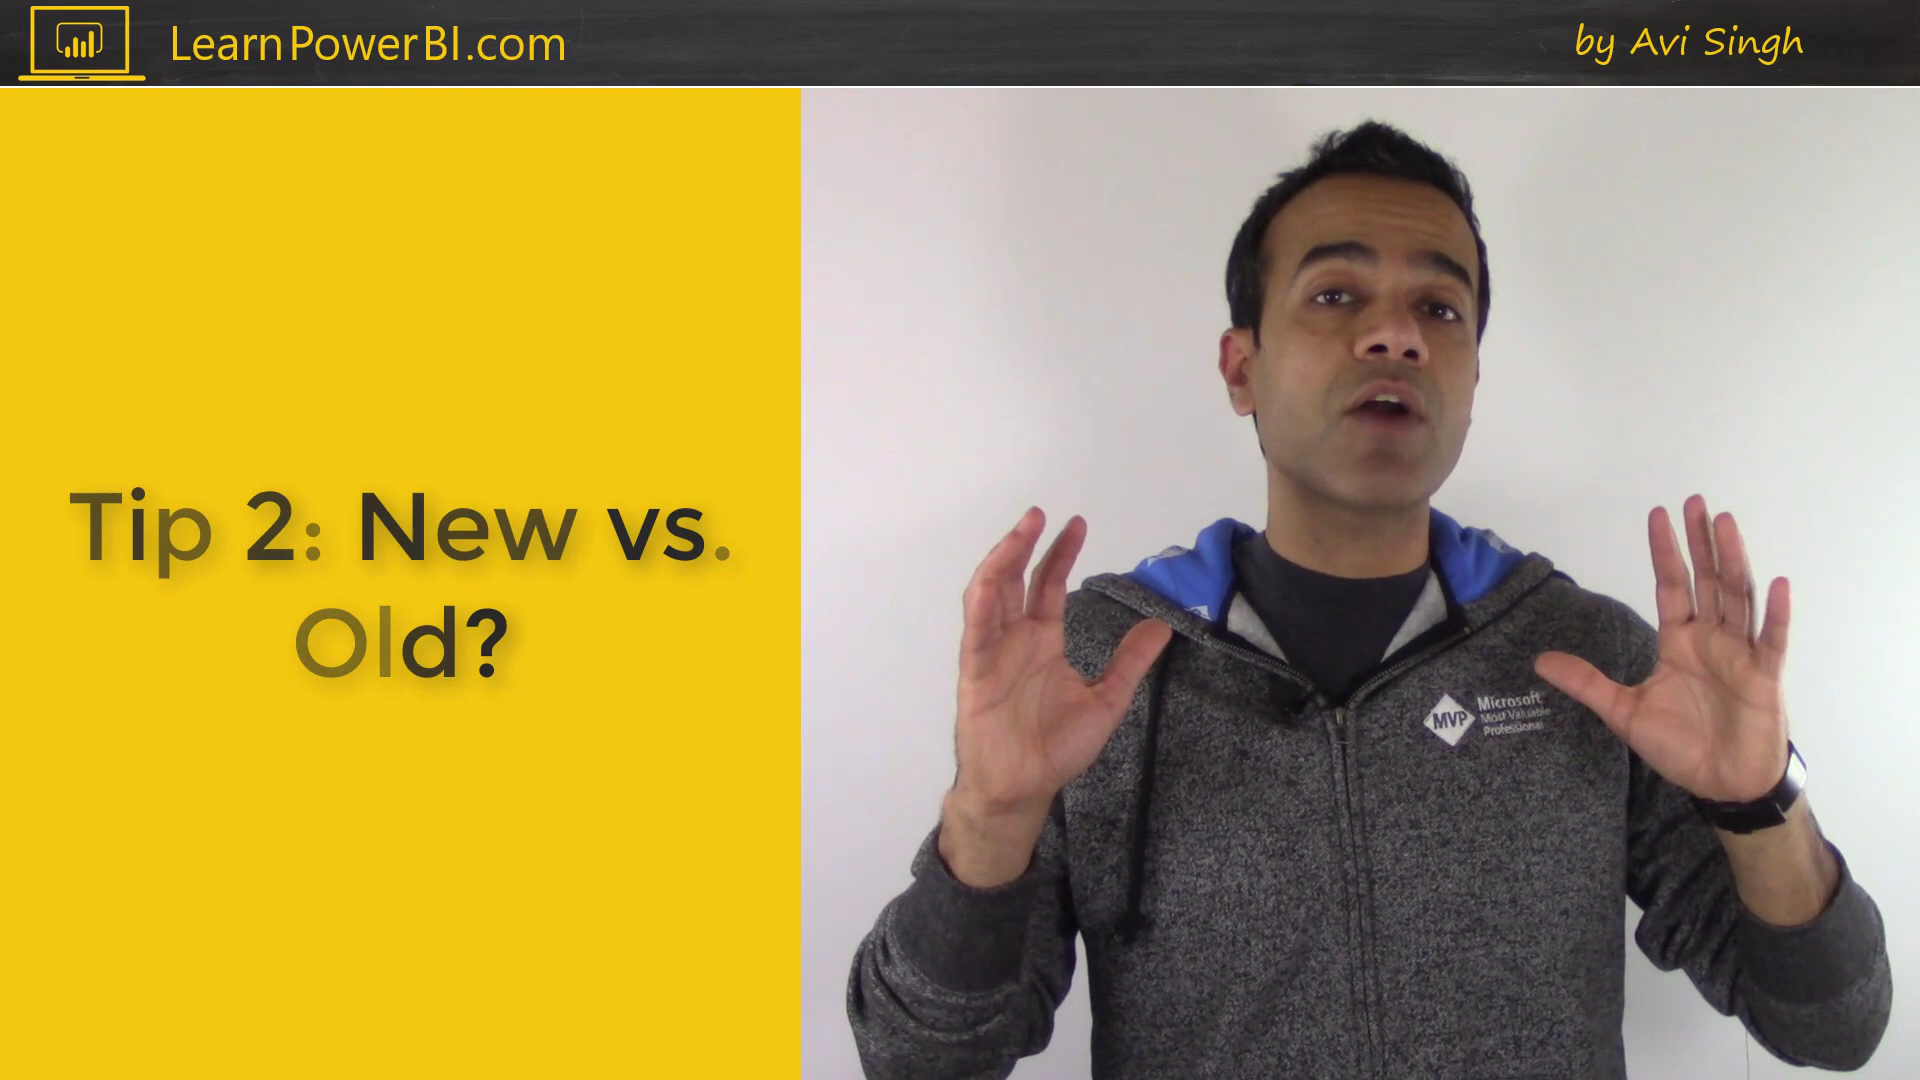 LearnPowerBI.com
by Avi Singh
Tip 2: New vs.
Old?
MVP
Microsoft
Most Valuable
Professional